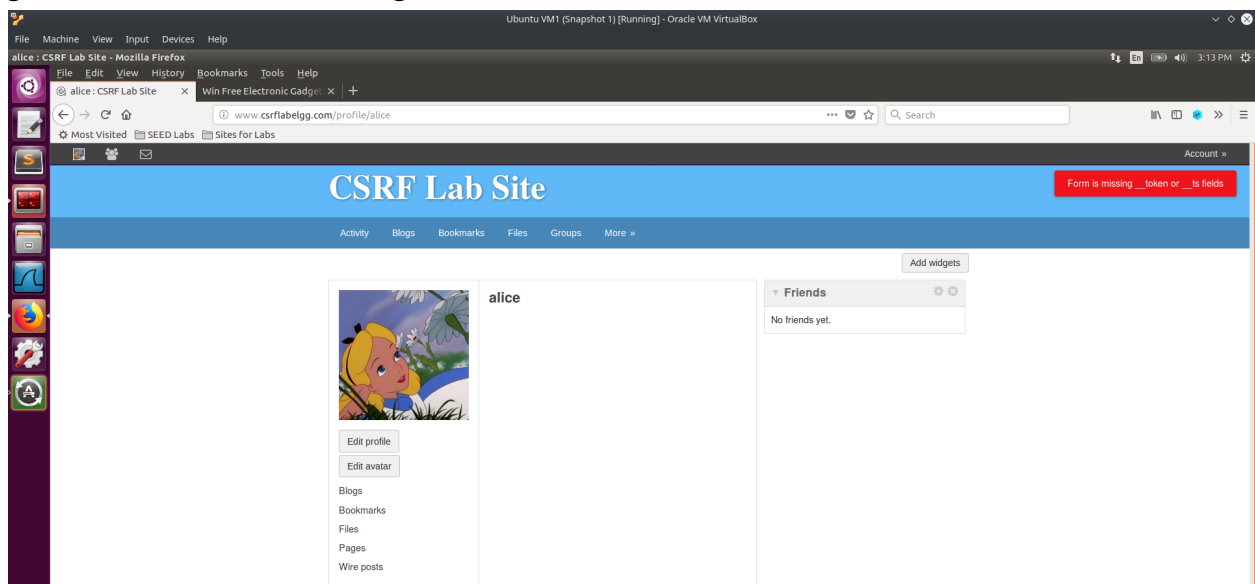 Ubuntu VM1 (Snapshot 1) [Running] - Oracle VM VirtualBox
File Machine View Input Devices Help
alice : CSRF Lab Site - Mozilla Firefox En 3:13 PM
File Edit View History Bookmarks Tools Help
alice : CSRF Lab Site Win Free Electronic Gadget
www.csrflabelgg.com/profile/alice Search
Most Visited SEED Labs Sites for Labs
Account »
CSRF Lab Site
Form is missing __token or __ts fields
Activity Blogs Bookmarks Files Groups More »
Add widgets
alice
Friends
No friends yet.
Edit profile
Edit avatar
Blogs
Bookmarks
Files
Pages
Wire posts